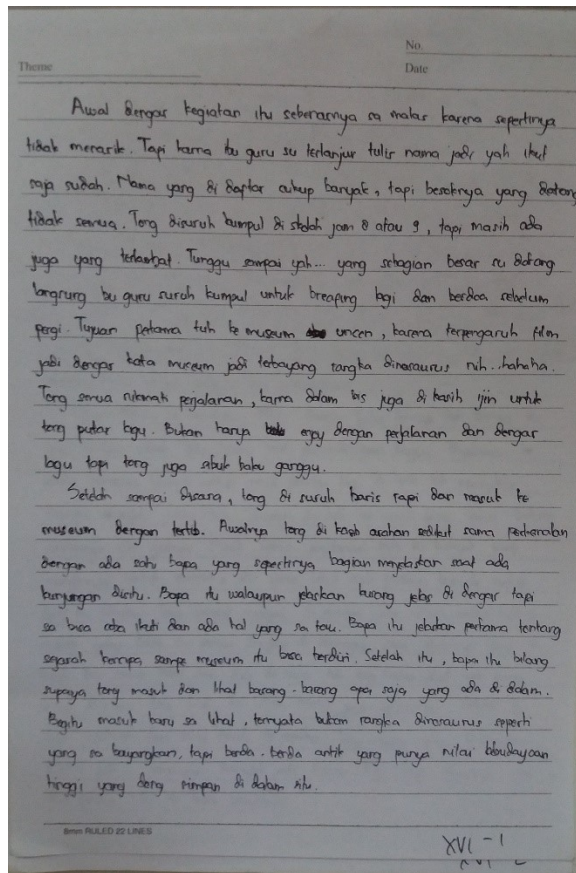 No.
Theme
Date
Awal dengar kegiatan itu sebenarnya sa malas karena sepertinya
tidak menarik. Tapi karna bu guru su terlanjur tulis nama jadi yah ikut
saja sudah. Nama yang di daftar cukup banyak, tapi besoknya yang datang
tidak semua. Tong disuruh kumpul di skolah jam 8 atau 9, tapi masih ada
juga yang terlambat. Tunggu sampai yah... yang sebagian besar su datang
langsung bu guru suruh kumpul untuk breaping lagi dan berdoa sebelum
pergi. Tujuan pertama tuh ke museum uncen, karena terpengaruh film
jadi dengar kata museum jadi terbayang rangka dinosaurus nih..hahaha.
Tong semua nikmati perjalanan, karna dalam bis juga di kasih ijin untuk
tong putar lagu. Bukan hanya enjoy dengan perjalanan dan dengar
lagu tapi tong juga sibuk baku ganggu.
Setelah sampai disana, tong di suruh baris rapi dan masuk ke
museum dengan tertib. Awalnya tong di kasih arahan sedikit sama perkenalan
dengan ada satu bapa yang sepertinya bagian menjelaskan saat ada
kunjungan disitu. Bapa itu walaupun jelaskan kurang jelas di dengar tapi
sa bisa coba ikuti dan ada hal yang sa tau. Bapa itu jelaskan pertama tentang
sejarah kenapa sampe museum itu bisa terdiri. Setelah itu, bapa itu bilang
supaya tong masuk dan lihat barang-barang apa saja yang ada di dalam.
Begitu masuk baru sa lihat, ternyata bukan rangka dinosaurus seperti
yang sa bayangkan, tapi benda-benda antik yang punya nilai kebudayaan
tinggi yang dong simpan di dalam situ.
8mm RULED 22 LINES
XVI - 1